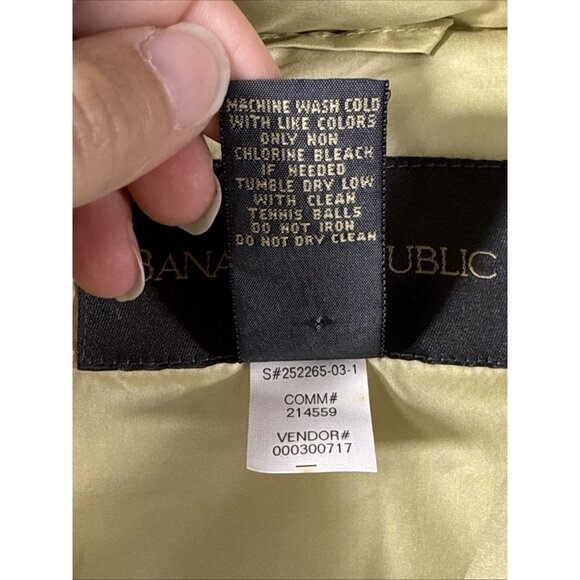 MACHINE WASH COLD
WITH LIKE COLORS
ONLY NON
CHLORINE BLEACH
IF NEEDED
TUMBLE DRY LOW
WITH CLEAN
TENNIS BALLS
DO NOT IRON
DO NOT DRY CLEAN
BANA UBLIC
S#252265-03-1
COMM#
214559
VENDOR#
000300717